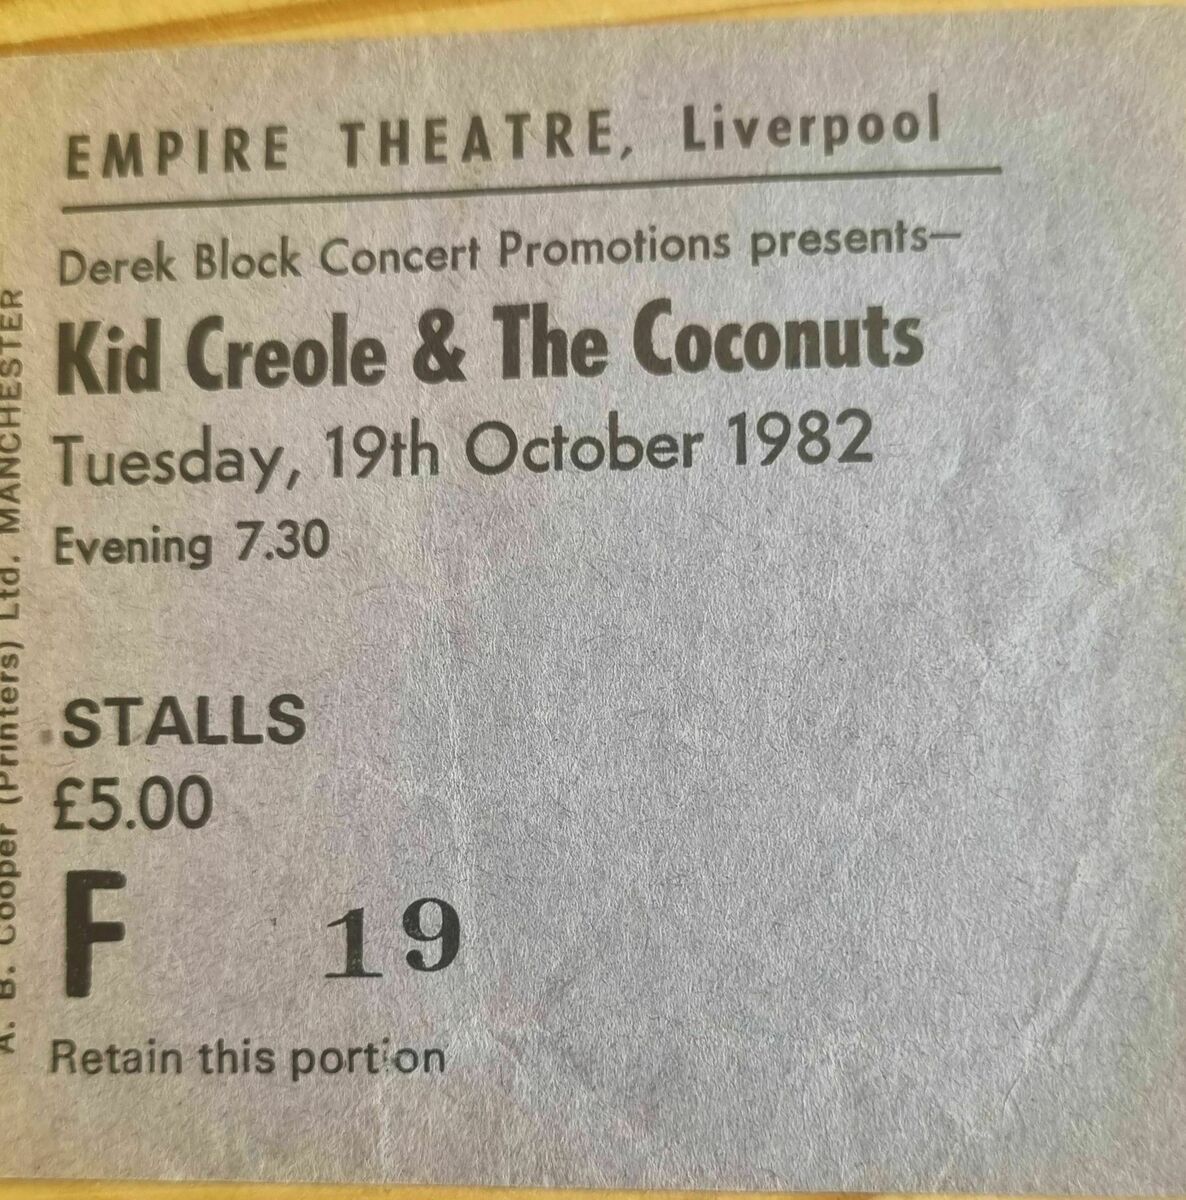 EMPIRE THEATRE, Liverpool
Derek Block Concert Promotions presents—
Kid Creole & The Coconuts
Tuesday, 19th October 1982
Evening 7.30
STALLS
£5.00
F 19
Retain this portion
A. B. Cooper (Printers) Ltd. MANCHESTER